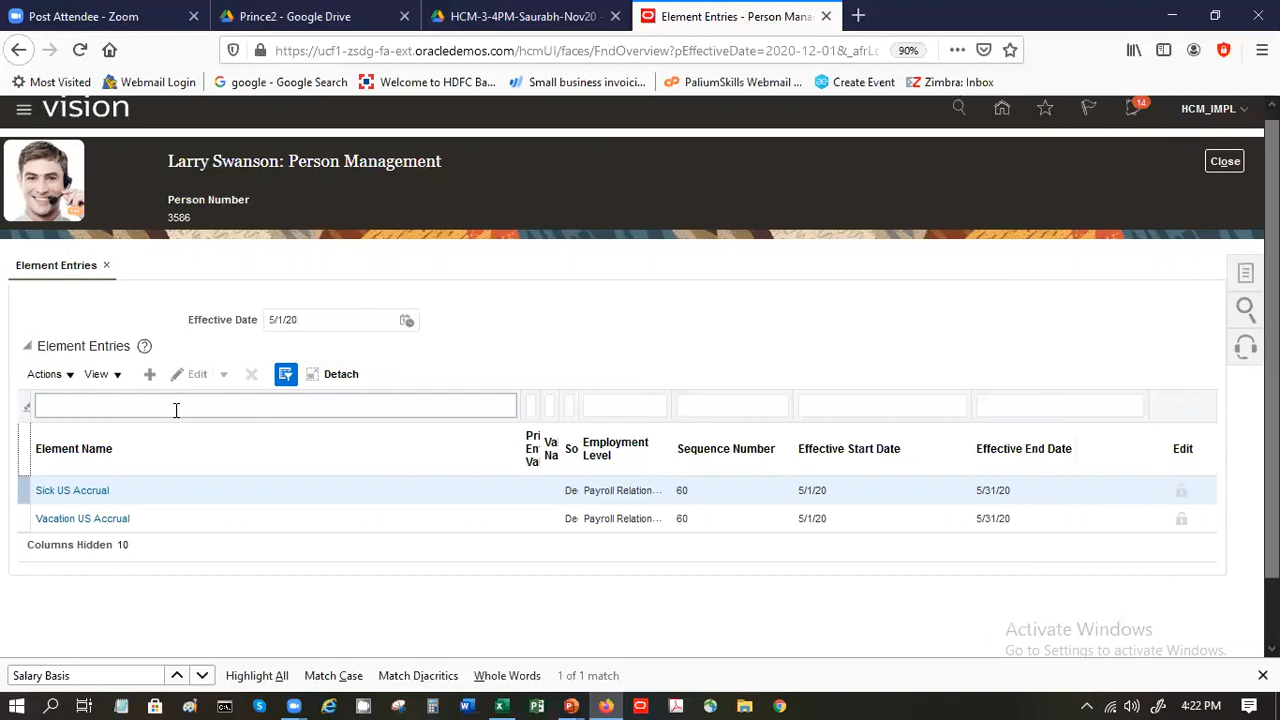 Post Attendee - Zoom
Prince2 - Google Drive
HCM-3-4PM-Saurabh-Nov20 -
Element Entries - Person Mana
https://ucf1-zsdg-fa-ext.oracledemos.com/hcmUI/faces/FndOverview?pEffectiveDate=2020-12-01&_afrLc
90%
Most Visited
Webmail Login
google - Google Search
Welcome to HDFC Ba...
Small business invoici...
PaliumSkills Webmail ...
Create Event
Zimbra: Inbox
vision
14
HCM_IMPL
Larry Swanson: Person Management
Close
Person Number
3586
Element Entries
Effective Date 5/1/20
Element Entries
Actions
View
Edit
Detach
Element Name
Pri
En
Va
Va
Na
So
Employment
Level
Sequence Number
Effective Start Date
Effective End Date
Edit
Sick US Accrual De Payroll Relation... 60 5/1/20 5/31/20
Vacation US Accrual De Payroll Relation... 60 5/1/20 5/31/20
Columns Hidden 10
Activate Windows
Go to Settings to activate Windows.
Salary Basis
Highlight All
Match Case
Match Diacritics
Whole Words
1 of 1 match
4:22 PM